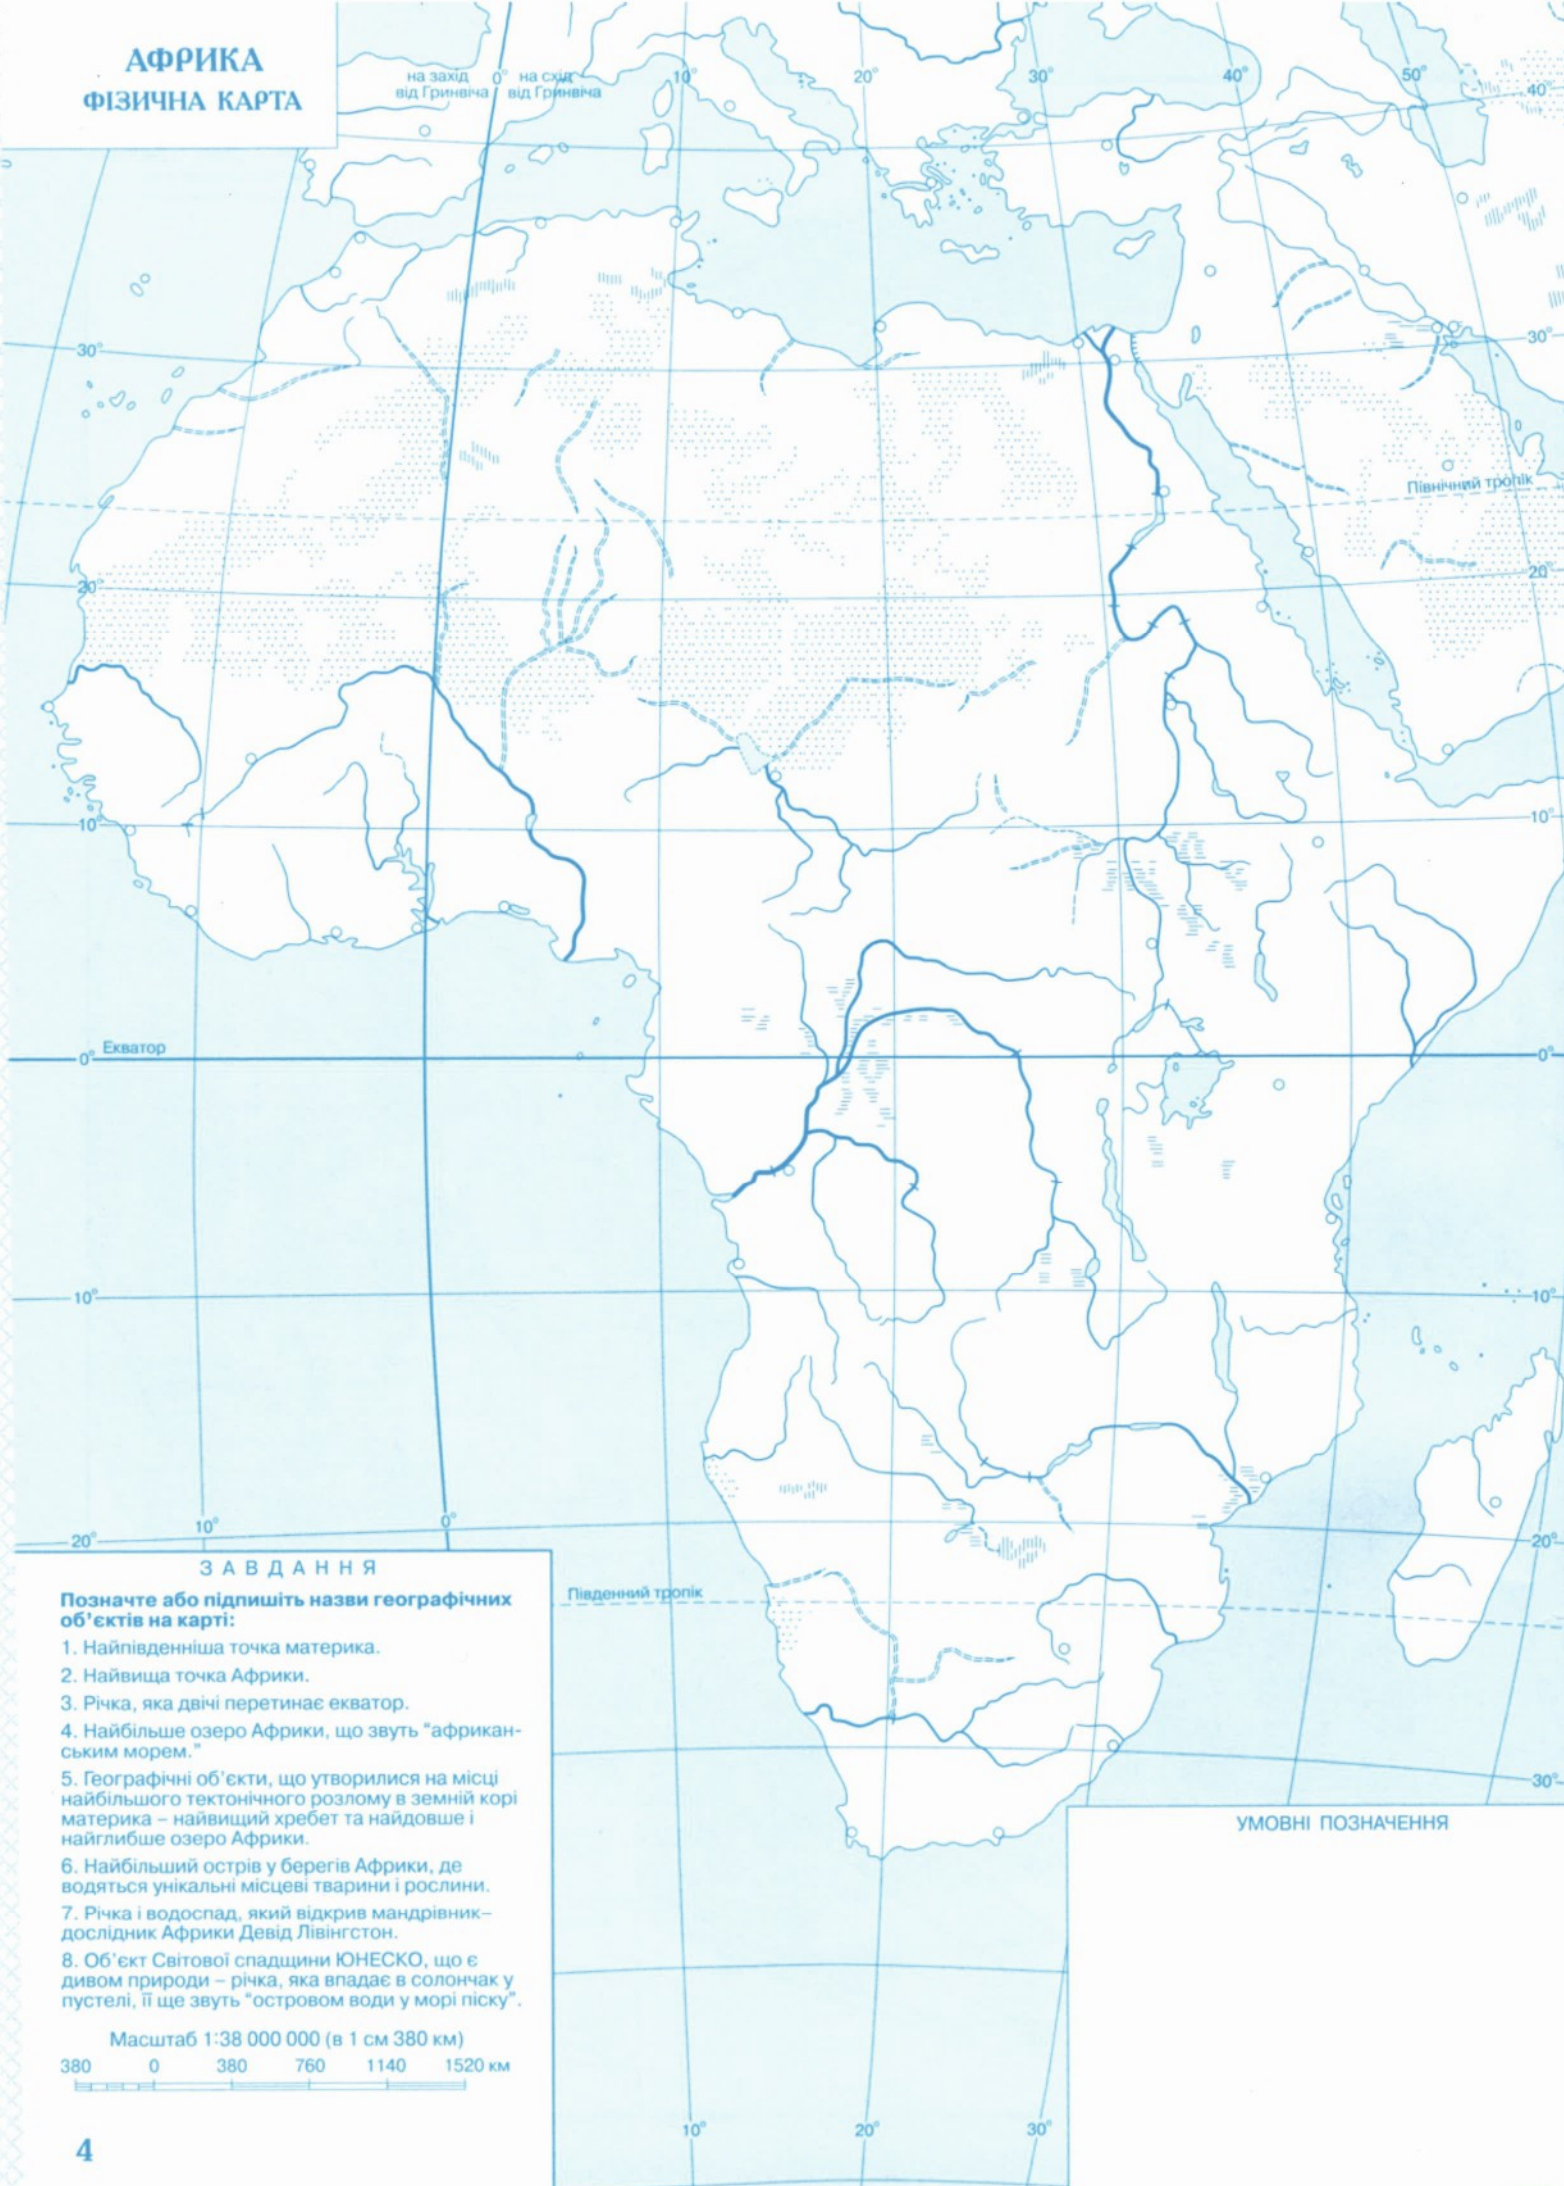 АФРИКА
ФІЗИЧНА КАРТА
на захід 0° на схід
від Гринвіча від Гринвіча
10°
20°
30°
40°
50°
40°
30°
30°
Північний тропік
20°
20°
10°
10°
0° Екватор
0°
10°
10°
10°
0°
20°
20°
Південний тропік
30°
ЗАВДАННЯ
Позначте або підпишіть назви географічних
об’єктів на карті:
1. Найпівденніша точка материка.
2. Найвища точка Африки.
3. Річка, яка двічі перетинає екватор.
4. Найбільше озеро Африки, що звуть “африкан-
ським морем.”
5. Географічні об’єкти, що утворилися на місці
найбільшого тектонічного розлому в земній корі
материка – найвищий хребет та найдовше і
найглибше озеро Африки.
6. Найбільший острів у берегів Африки, де
водяться унікальні місцеві тварини і рослини.
7. Річка і водоспад, який відкрив мандрівник–
дослідник Африки Девід Лівінгстон.
8. Об’єкт Світової спадщини ЮНЕСКО, що є
дивом природи – річка, яка впадає в солончак у
пустелі, її ще звуть “островом води у морі піску”.
Масштаб 1:38 000 000 (в 1 см 380 км)
380 0 380 760 1140 1520 км
УМОВНІ ПОЗНАЧЕННЯ
10°
20°
30°
4